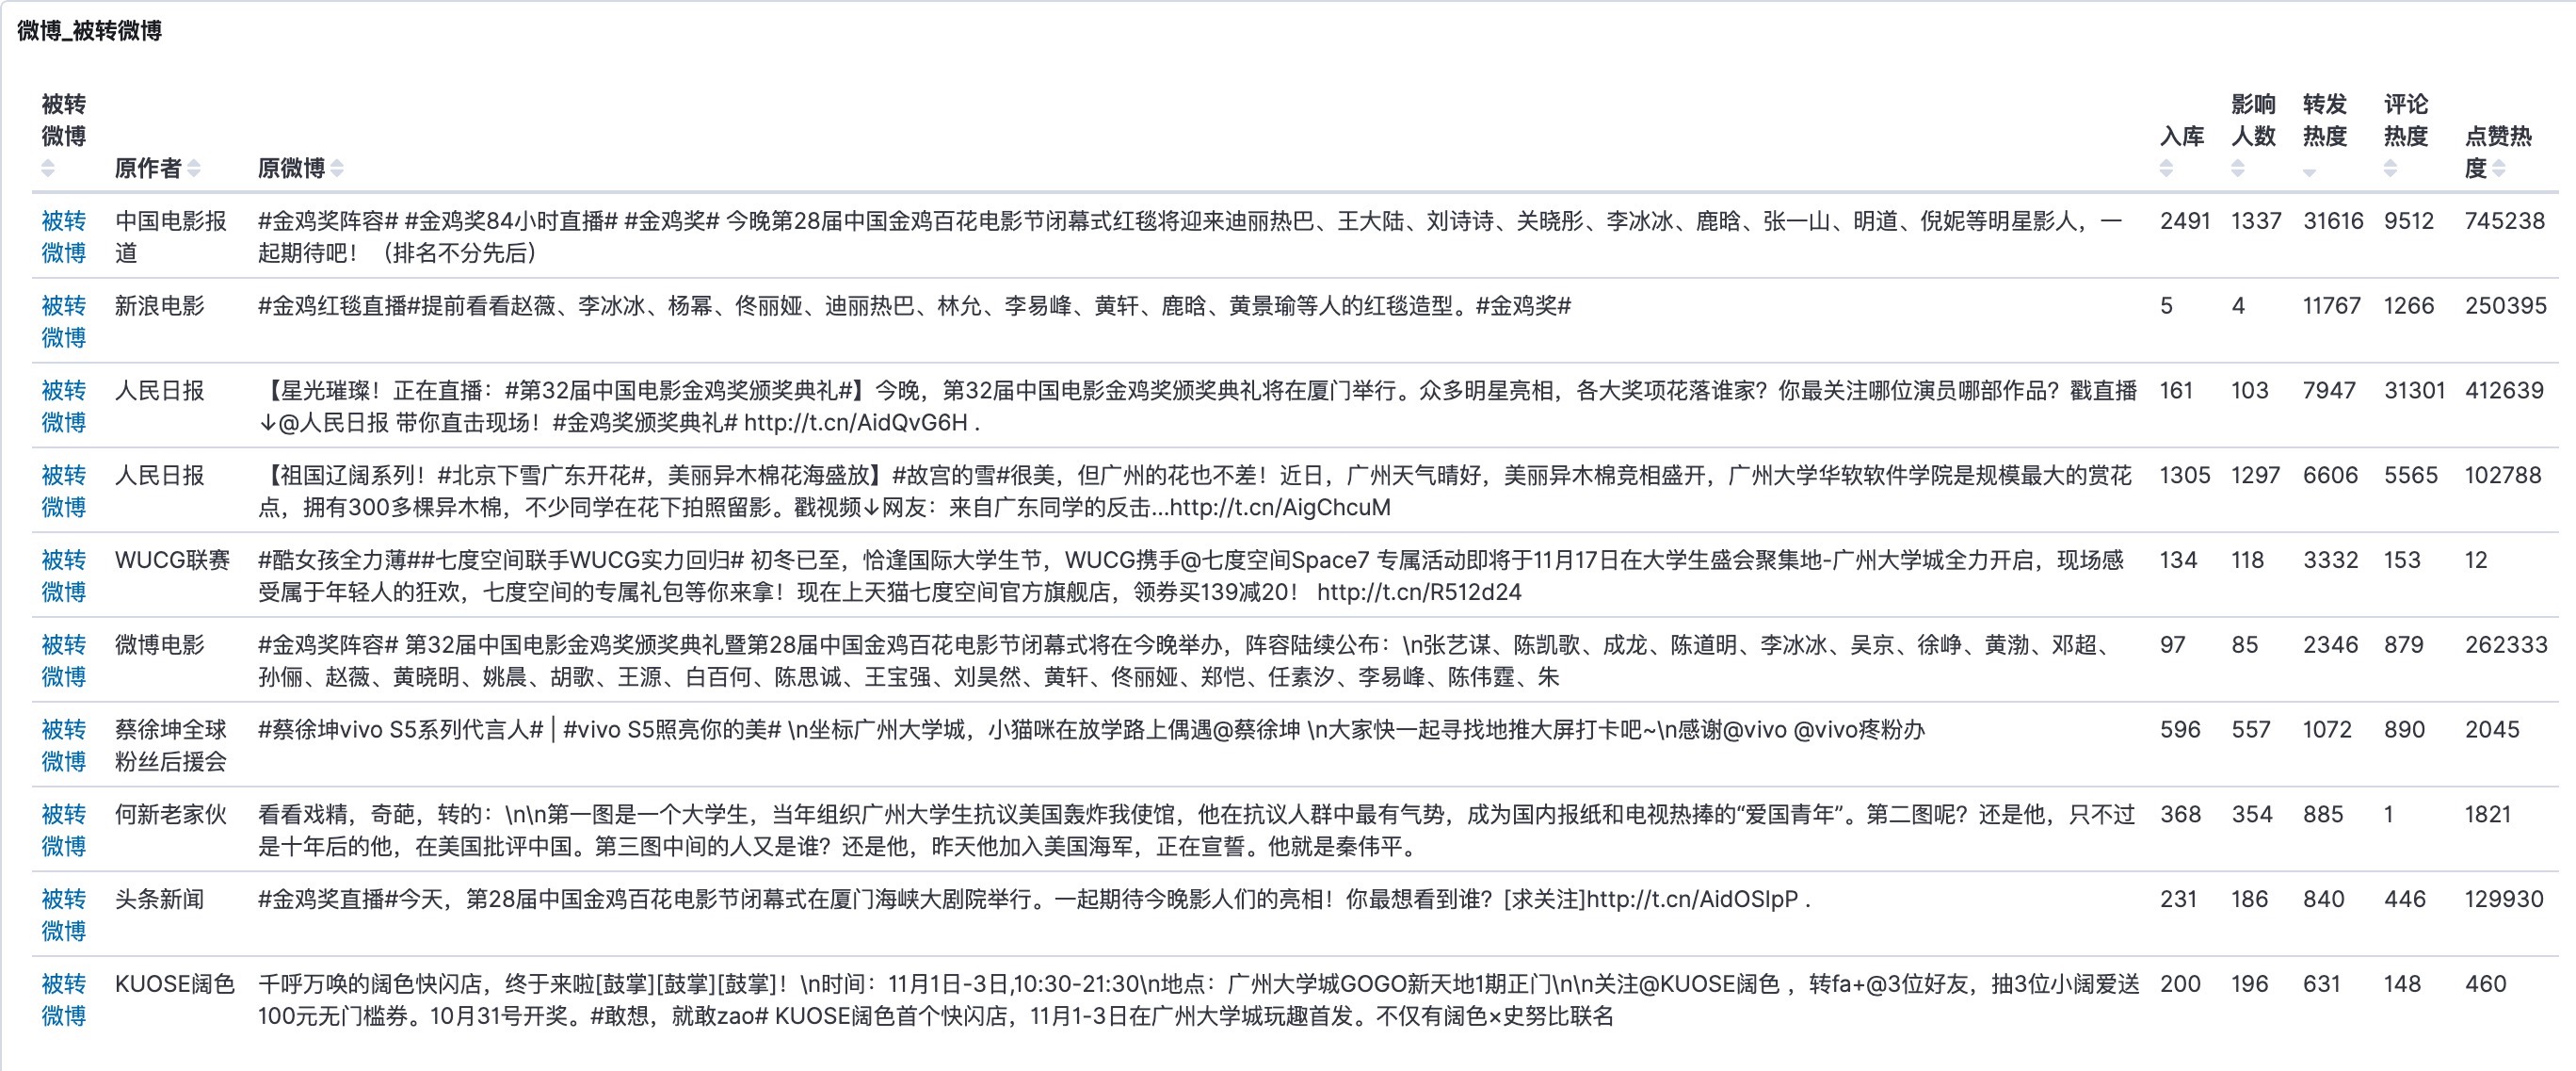 微博_被转微博
被转
微博
原作者
原微博
入库
影响
人数
转发
热度
评论
热度
点赞热
度
被转
微博
中国电影报
道
#金鸡奖阵容# #金鸡奖84小时直播# #金鸡奖# 今晚第28届中国金鸡百花电影节闭幕式红毯将迎来迪丽热巴、王大陆、刘诗诗、关晓彤、李冰冰、鹿晗、张一山、明道、倪妮等明星影人，一
起期待吧！（排名不分先后）
2491 1337 31616 9512 745238
被转
微博
新浪电影
#金鸡红毯直播#提前看看赵薇、李冰冰、杨幂、佟丽娅、迪丽热巴、林允、李易峰、黄轩、鹿晗、黄景瑜等人的红毯造型。#金鸡奖#
5 4 11767 1266 250395
被转
微博
人民日报
【星光璀璨！正在直播：#第32届中国电影金鸡奖颁奖典礼#】今晚，第32届中国电影金鸡奖颁奖典礼将在厦门举行。众多明星亮相，各大奖项花落谁家？你最关注哪位演员哪部作品？戳直播
↓@人民日报 带你直击现场！#金鸡奖颁奖典礼# http://t.cn/AidQvG6H .
161 103 7947 31301 412639
被转
微博
人民日报
【祖国辽阔系列！#北京下雪广东开花#，美丽异木棉花海盛放】#故宫的雪#很美，但广州的花也不差！近日，广州天气晴好，美丽异木棉竞相盛开，广州大学华软软件学院是规模最大的赏花
点，拥有300多棵异木棉，不少同学在花下拍照留影。戳视频↓网友：来自广东同学的反击...http://t.cn/AigChcuM
1305 1297 6606 5565 102788
被转
微博
WUCG联赛
#酷女孩全力薄##七度空间联手WUCG实力回归# 初冬已至，恰逢国际大学生节，WUCG携手@七度空间Space7 专属活动即将于11月17日在大学生盛会聚集地-广州大学城全力开启，现场感
受属于年轻人的狂欢，七度空间的专属礼包等你来拿！现在上天猫七度空间官方旗舰店，领券买139减20！ http://t.cn/R512d24
134 118 3332 153 12
被转
微博
微博电影
#金鸡奖阵容# 第32届中国电影金鸡奖颁奖典礼暨第28届中国金鸡百花电影节闭幕式将在今晚举办，阵容陆续公布：\n张艺谋、陈凯歌、成龙、陈道明、李冰冰、吴京、徐峥、黄渤、邓超、
孙俪、赵薇、黄晓明、姚晨、胡歌、王源、白百何、陈思诚、王宝强、刘昊然、黄轩、佟丽娅、郑恺、任素汐、李易峰、陈伟霆、朱
97 85 2346 879 262333
被转
微博
蔡徐坤全球
粉丝后援会
#蔡徐坤vivo S5系列代言人# | #vivo S5照亮你的美# \n坐标广州大学城，小猫咪在放学路上偶遇@蔡徐坤 \n大家快一起寻找地推大屏打卡吧~\n感谢@vivo @vivo疼粉办
596 557 1072 890 2045
被转
微博
何新老家伙
看看戏精，奇葩，转的：\n\n第一图是一个大学生，当年组织广州大学生抗议美国轰炸我使馆，他在抗议人群中最有气势，成为国内报纸和电视热捧的“爱国青年”。第二图呢？还是他，只不过
是十年后的他，在美国批评中国。第三图中间的人又是谁？还是他，昨天他加入美国海军，正在宣誓。他就是秦伟平。
368 354 885 1 1821
被转
微博
头条新闻
#金鸡奖直播#今天，第28届中国金鸡百花电影节闭幕式在厦门海峡大剧院举行。一起期待今晚影人们的亮相！你最想看到谁？[求关注]http://t.cn/AidOSIpP .
231 186 840 446 129930
被转
微博
KUOSE阔色
千呼万唤的阔色快闪店，终于来啦[鼓掌][鼓掌][鼓掌]！\n时间：11月1日-3日,10:30-21:30\n地点：广州大学城GOGO新天地1期正门\n\n关注@KUOSE阔色 ，转fa+@3位好友，抽3位小阔爱送
100元无门槛券。10月31号开奖。#敢想，就敢zao# KUOSE阔色首个快闪店，11月1-3日在广州大学城玩趣首发。不仅有阔色×史努比联名
200 196 631 148 460